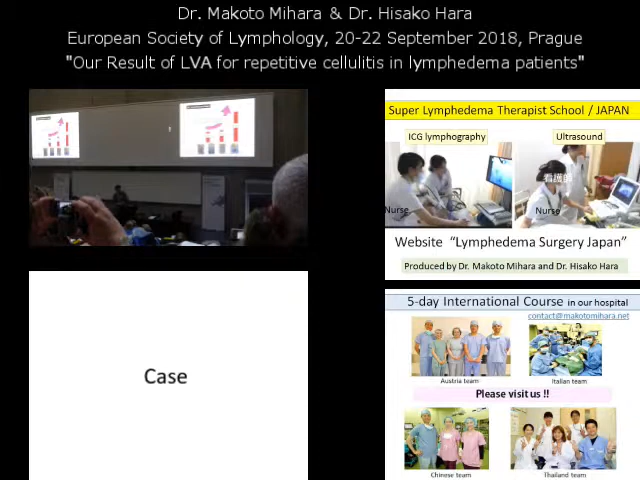 Dr. Makoto Mihara & Dr. Hisako Hara
European Society of Lymphology, 20-22 September 2018, Prague
"Our Result of LVA for repetitive cellulitis in lymphedema patients"
Super Lymphedema Therapist School / JAPAN
ICG lymphography
Ultrasound
看護師
Nurse
Nurse
Website "Lymphedema Surgery Japan"
Produced by Dr. Makoto Mihara and Dr. Hisako Hara
Case
5-day International Course in our hospital
contact@makotomihara.net
Austria team
Italian team
Please visit us !!
Chinese team
Thailand team